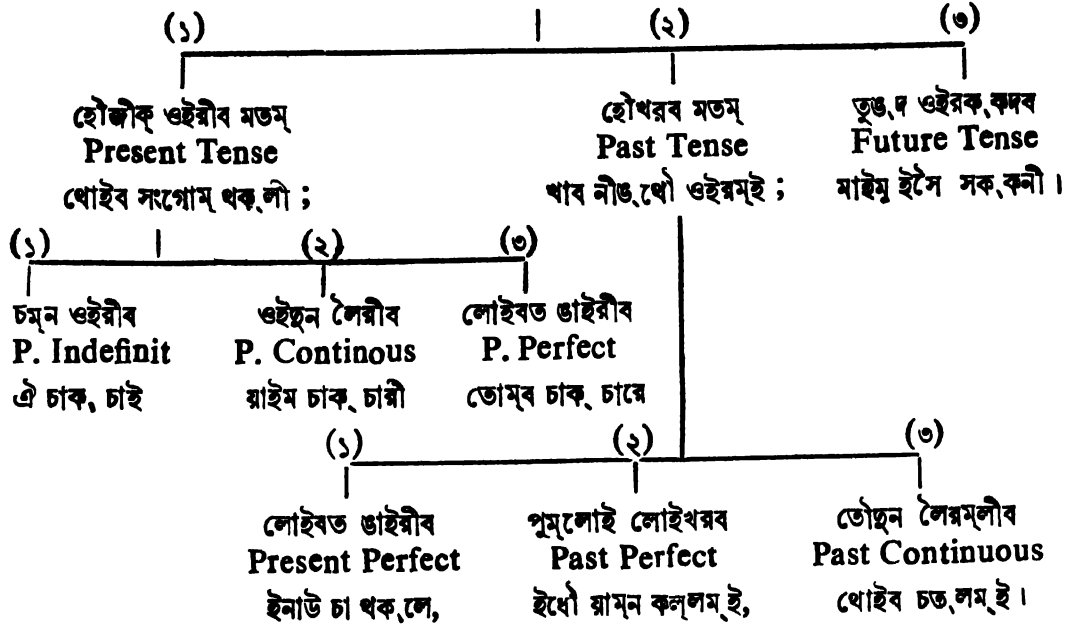 (১) (২) (৩)
হৌজীক্ ওইরীব মতম্ হৌখরব মতম্ তুঙ্দ ওইরক্কদব
Present Tense Past Tense Future Tense
থোইব সংগোম্ থক্লী ; খাব নীঙ্থৌ ওইরম্ই ; মাইমু ইসৈ সক্কনী ।
(১) (২) (৩)
চম্ন ওইরীব ওইদুন লৈরীব লোইবত ঙাইরীব
P. Indefinit P. Continous P. Perfect
ঐ চাক্ চাই য়াইম চাক্ চারী তোম্ব চাক্ চারে
(১) (২) (৩)
লোইবত ঙাইরীব পুম্লোই লোইখরব তৌদুন লৈরম্লীব
Present Perfect Past Perfect Past Continuous
ইনাউ চা থক্লে, ইধৌ য়াম্ন কল্লম্ই, থোইব চত্লম্ই ।